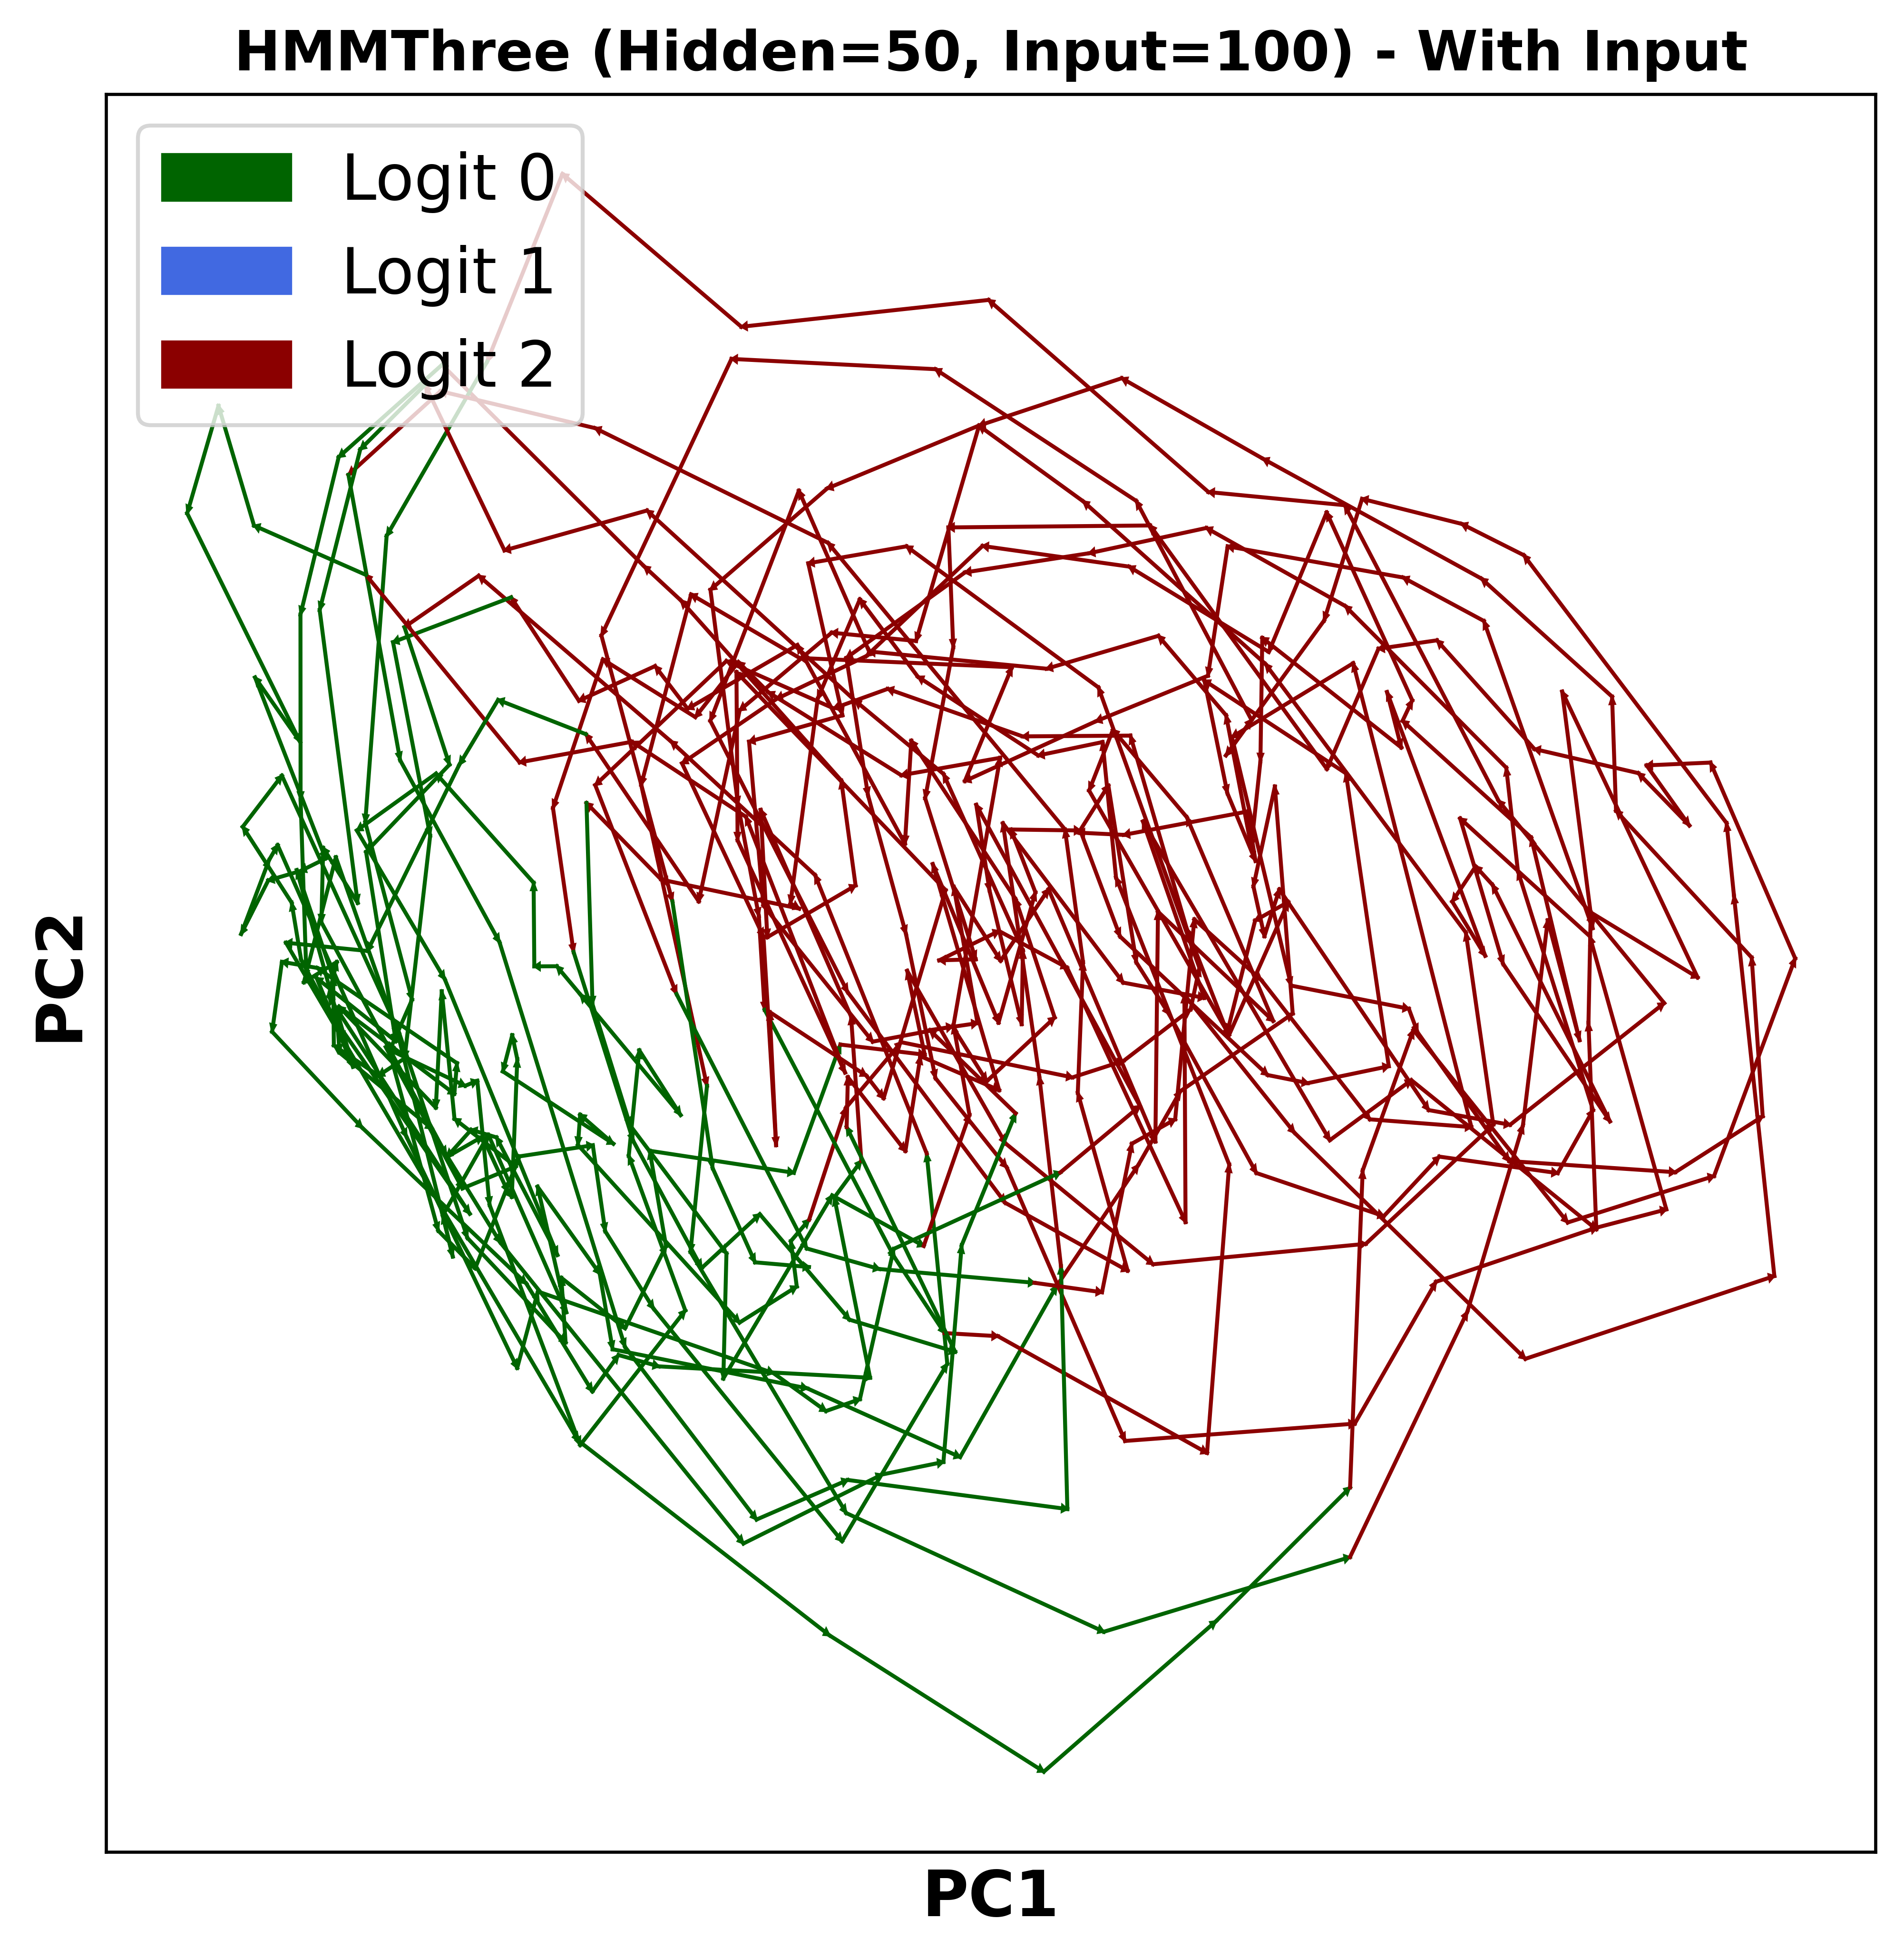 HMMThree (Hidden=50, Input=100) - With Input
Logit 0
Logit 1
Logit 2
PC2
PC1